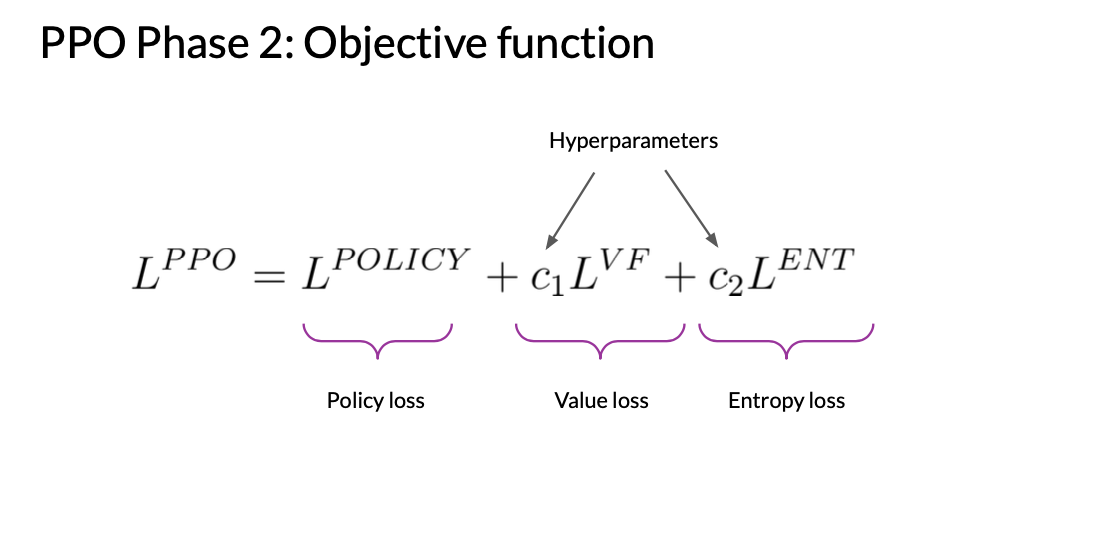 PPO Phase 2: Objective function
Hyperparameters
L^{PPO} = L^{POLICY} + c_1 L^{VF} + c_2 L^{ENT}
Policy loss
Value loss
Entropy loss